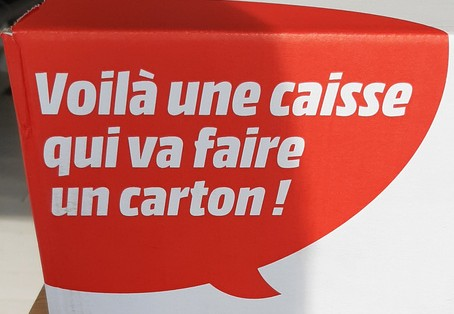 Voilà une caisse
qui va faire
un carton !